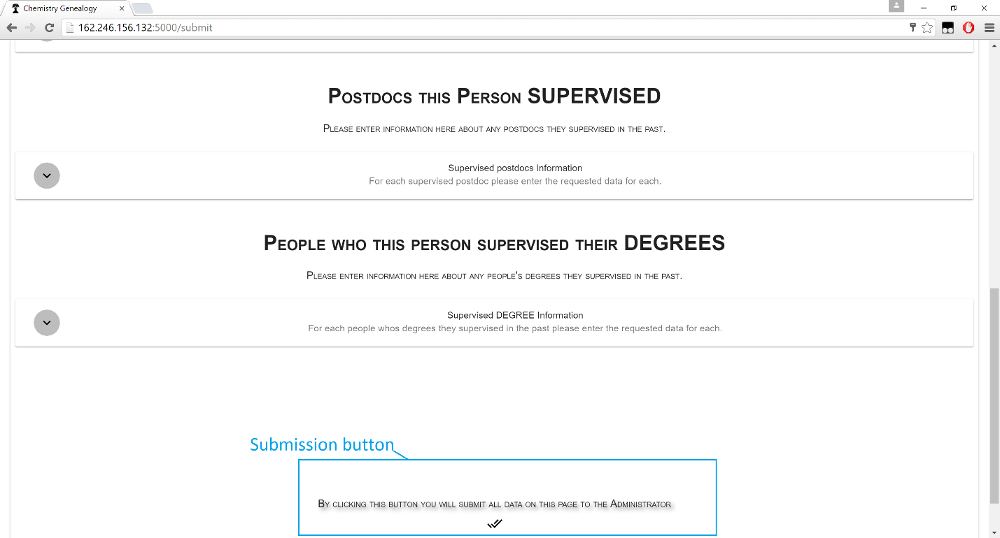 Chemistry Genealogy
162.246.156.132:5000/submit
Postdocs this Person SUPERVISED
Please enter information here about any postdocs they supervised in the past.
Supervised postdocs Information
For each supervised postdoc please enter the requested data for each.
People who this person supervised their DEGREES
Please enter information here about any people's degrees they supervised in the past.
Supervised DEGREE Information
For each people whos degrees they supervised in the past please enter the requested data for each.
Submission button
By clicking this button you will submit all data on this page to the Administrator